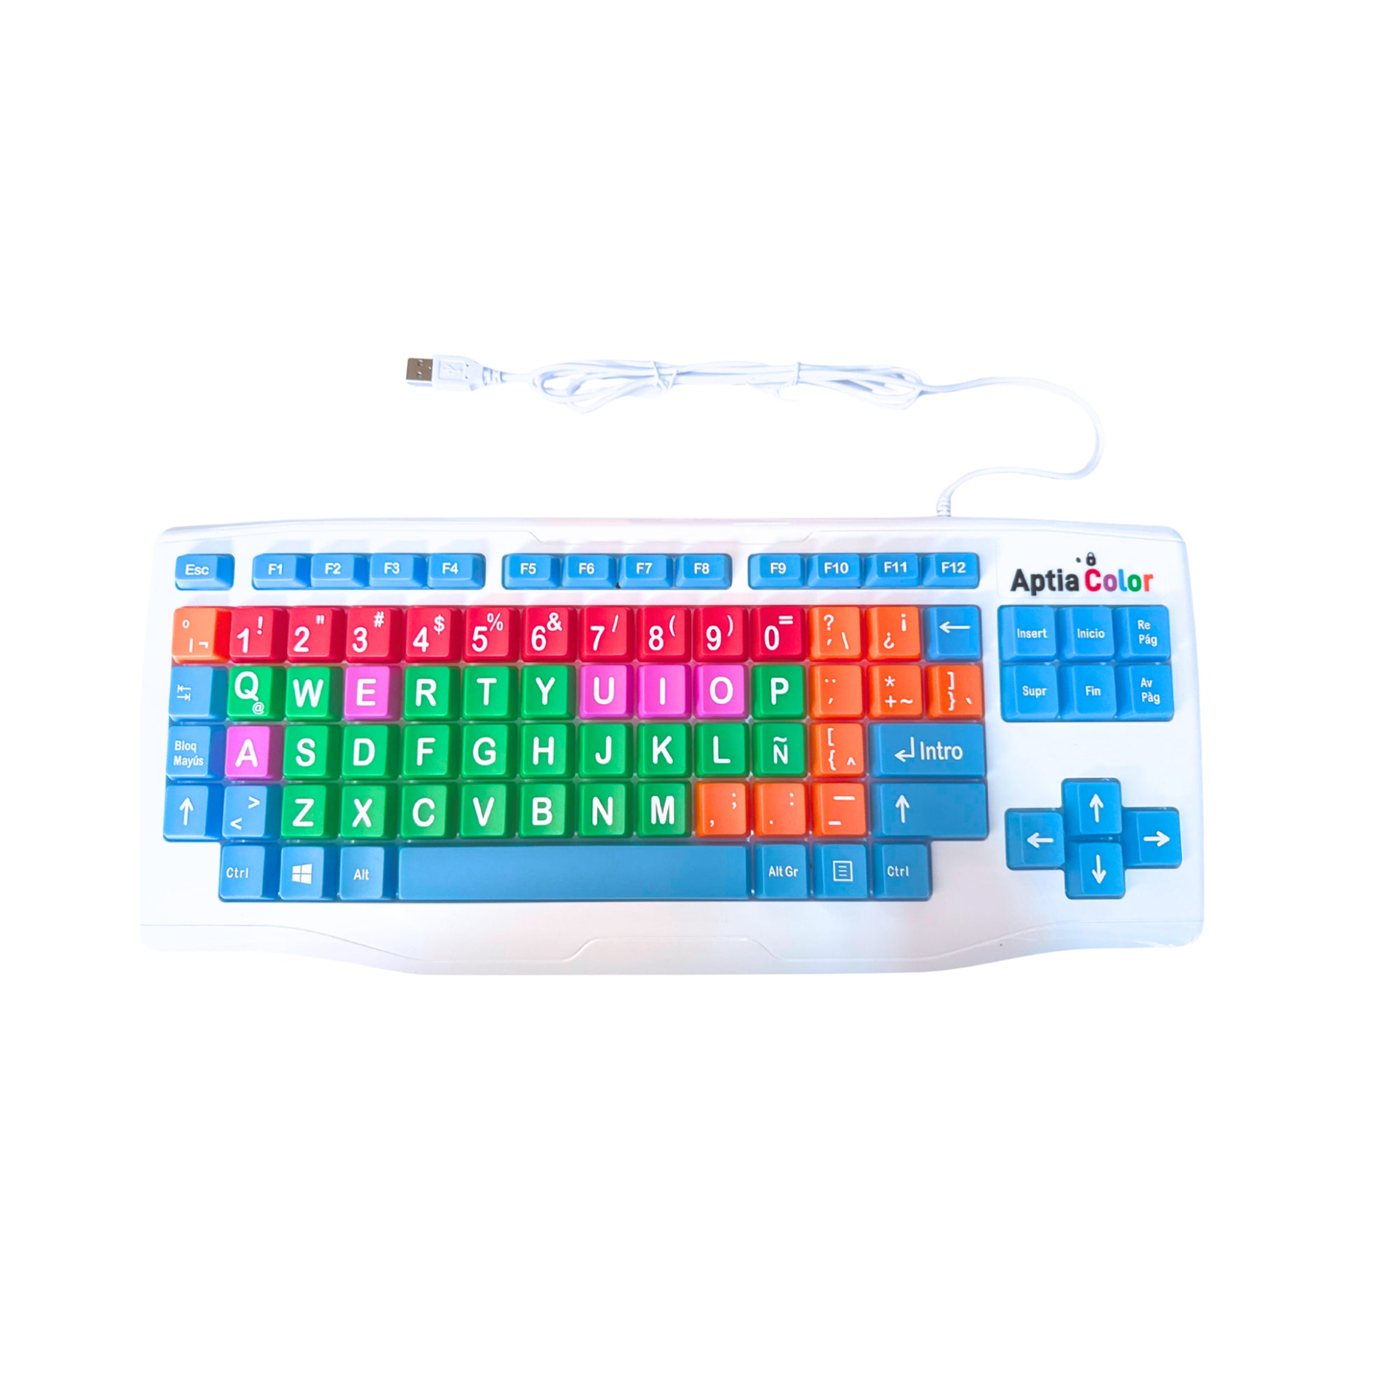 Esc F1 F2 F3 F4 F5 F6 F7 F8 F9 F10 F11 F12
Aptia Color
º | ¬ 1 ! 2 " 3 # 4 $ 5 % 6 & 7 / 8 ( 9 ) 0 = ? ' \ ¡ ¿ ←
Insert Inicio Re Pág
Q @ W E R T Y U I O P * + ~ ] } `
Supr Fin Av Pàg
Bloq Mayús A S D F G H J K L Ñ [ { ^ ↵ Intro
↑ > < Z X C V B N M ; , : . — – ↑
↑
← →
↓
Ctrl Alt Alt Gr Ctrl